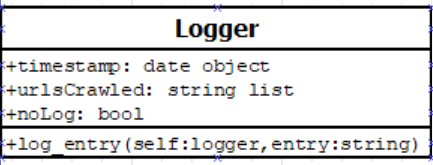 Logger
+timestamp: date object
+urlsCrawled: string list
+noLog: bool
+log_entry(self:logger,entry:string)